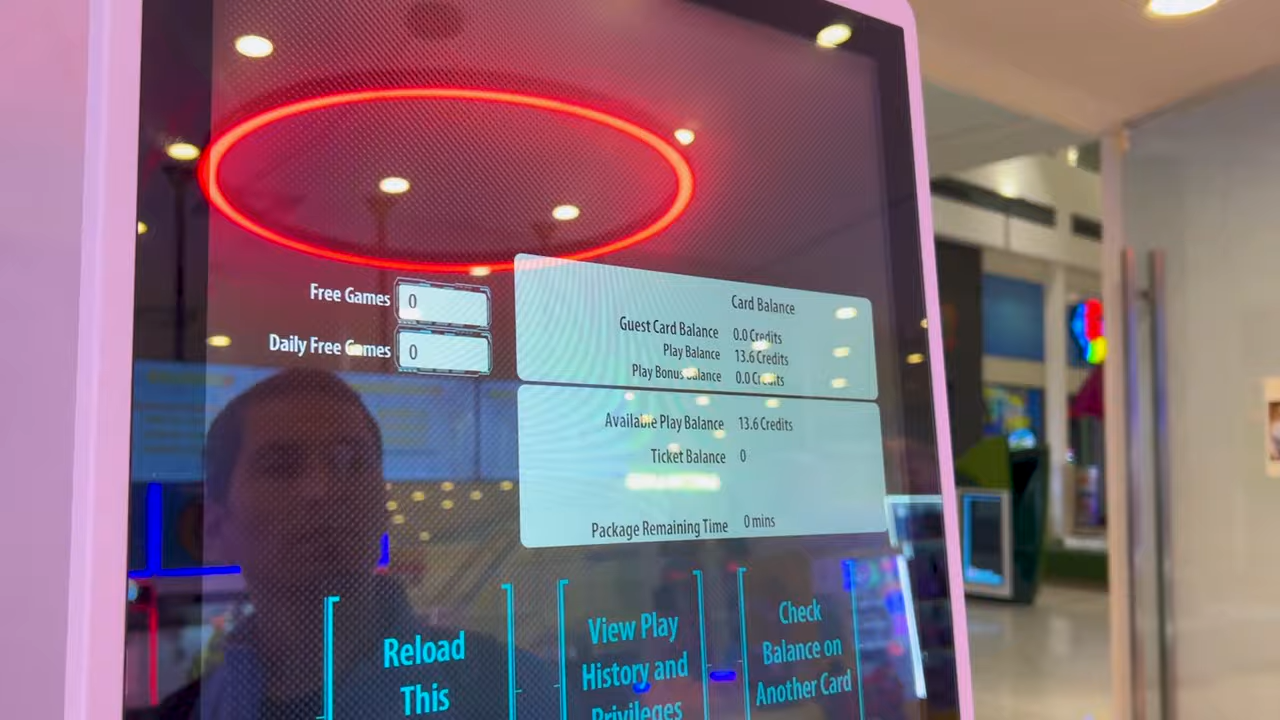 Free Games 0
Daily Free Games 0
Card Balance
Guest Card Balance 0.0 Credits
Play Balance 13.6 Credits
Play Bonus Balance 0.0 Credits
Available Play Balance 13.6 Credits
Ticket Balance 0
Package Remaining Time 0 mins
Reload
This
View Play
History and
Privileges
Check
Balance on
Another Card